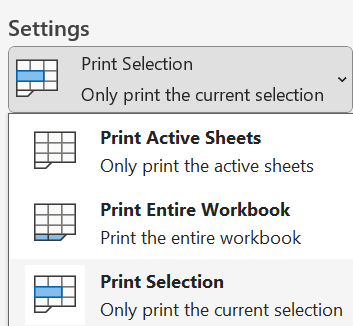 Settings
Print Selection
Only print the current selection
Print Active Sheets
Only print the active sheets
Print Entire Workbook
Print the entire workbook
Print Selection
Only print the current selection